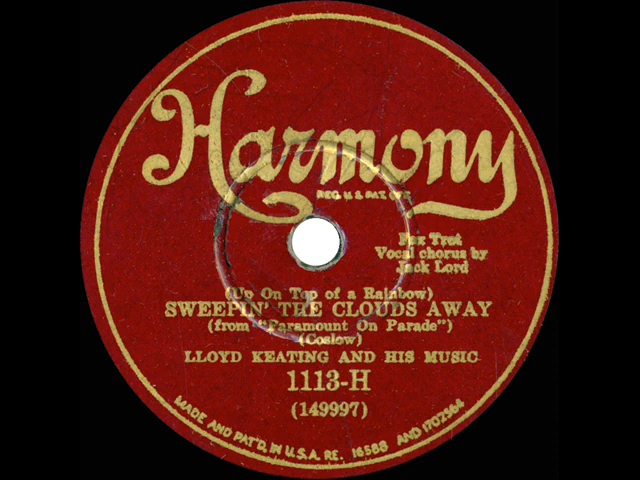 Harmony
REG. U.S. PAT. OFF.
Fox Trot
Vocal chorus by
Jack Lord
(Up On Top of a Rainbow)
SWEEPIN' THE CLOUDS AWAY
(from "Paramount On Parade")
(Coslow)
LLOYD KEATING AND HIS MUSIC
1113-H
(149997)
MADE AND PAT'D, IN U.S.A. RE. 16588 AND 1702564